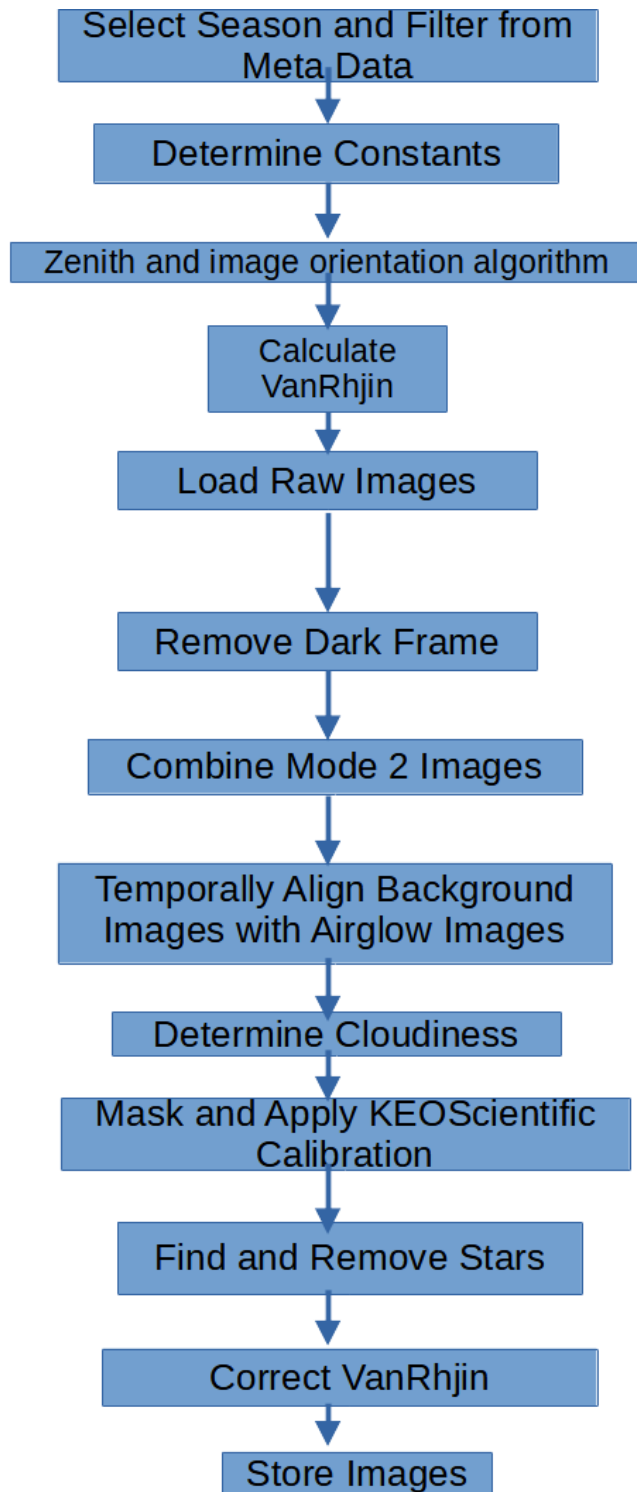 Select Season and Filter from
Meta Data
Determine Constants
Zenith and image orientation algorithm
Calculate
VanRhjin
Load Raw Images
Remove Dark Frame
Combine Mode 2 Images
Temporally Align Background
Images with Airglow Images
Determine Cloudiness
Mask and Apply KEOScientific
Calibration
Find and Remove Stars
Correct VanRhjin
Store Images